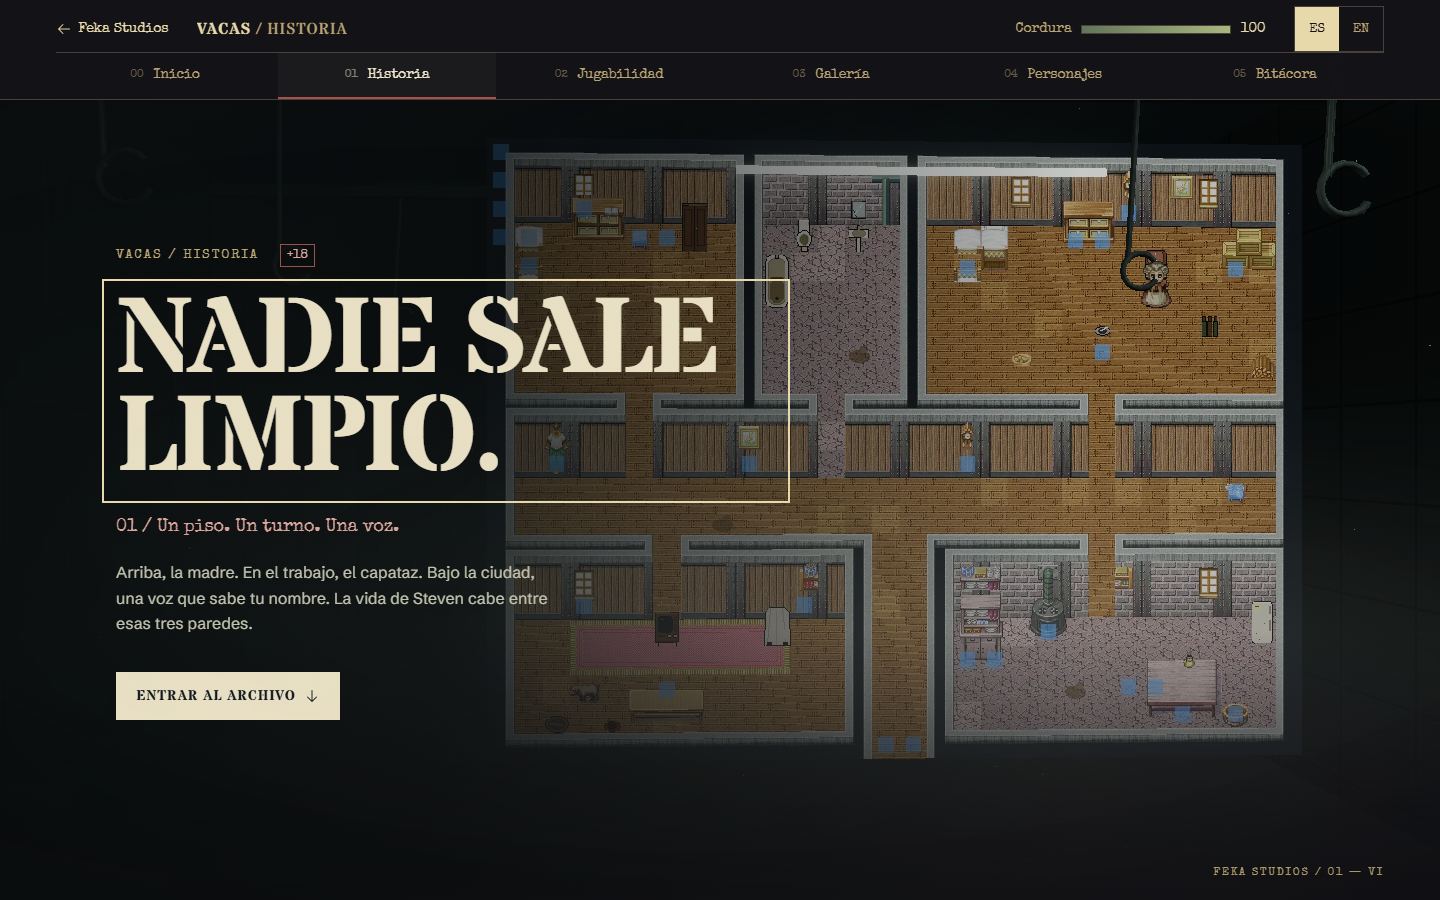 ← Feka Studios
VACAS / HISTORIA
Cordura 100
ES EN
00 Inicio
01 Historia
02 Jugabilidad
03 Galería
04 Personajes
05 Bitácora
VACAS / HISTORIA +18
NADIE SALE
LIMPIO.
01 / Un piso. Un turno. Una voz.
Arriba, la madre. En el trabajo, el capataz. Bajo la ciudad,
una voz que sabe tu nombre. La vida de Steven cabe entre
esas tres paredes.
ENTRAR AL ARCHIVO ↓
FEKA STUDIOS / 01 — VI